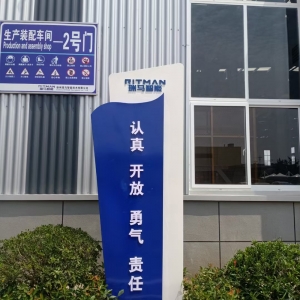 生产装配车间 2号门
Production and assembly shop
RITMAN
瑞马智能
认真
开放
勇气
责任